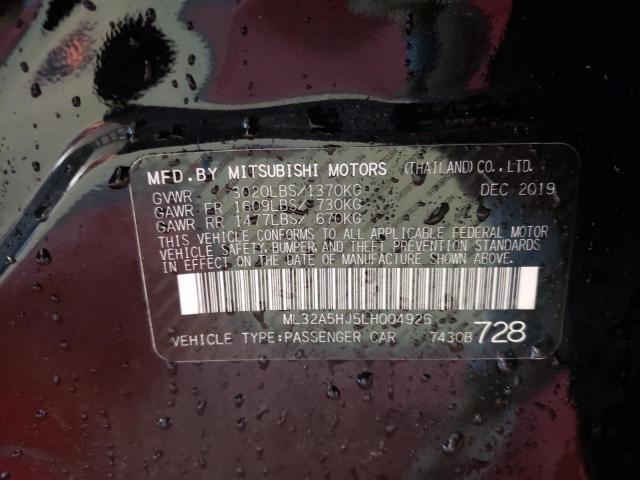 MFD.BY MITSUBISHI MOTORS (THAILAND) CO.,LTD.
GVWR 3020LBS/1370KG DEC 2019
GAWR FR 1609LBS/ 730KG
GAWR RR 1477LBS/ 670KG
THIS VEHICLE CONFORMS TO ALL APPLICABLE FEDERAL MOTOR
VEHICLE SAFETY, BUMPER, AND THEFT PREVENTION STANDARDS
IN EFFECT ON THE DATE OF MANUFACTURE SHOWN ABOVE.
ML32A5HJ5LH004926
VEHICLE TYPE:PASSENGER CAR 7430B 728